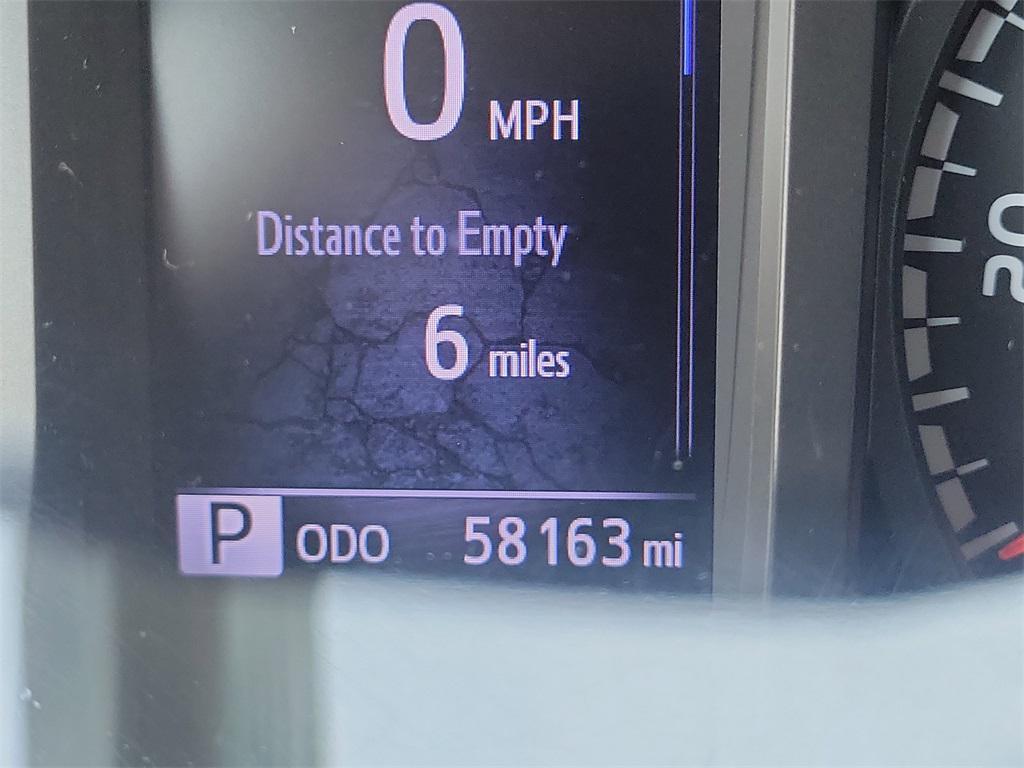 0 MPH
Distance to Empty
6 miles
P ODO 58163 mi
20